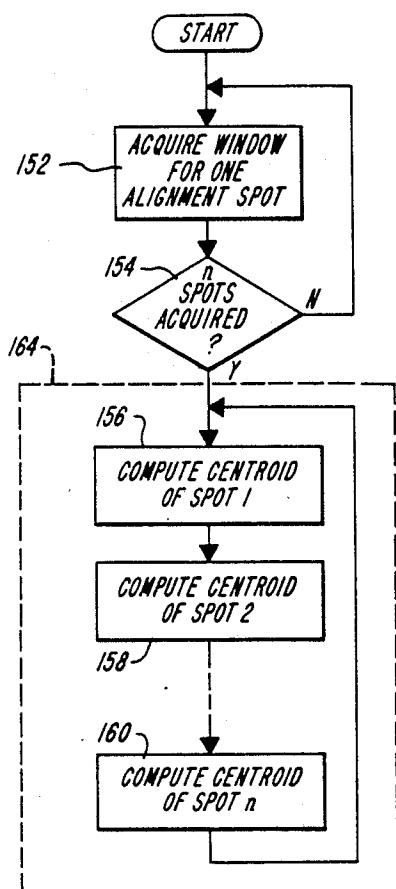 START
152
ACQUIRE WINDOW
FOR ONE
ALIGNMENT SPOT
154
n
SPOTS
ACQUIRED
?
N
Y
164
156
COMPUTE CENTROID
OF SPOT 1
COMPUTE CENTROID
OF SPOT 2
158
160
COMPUTE CENTROID
OF SPOT n